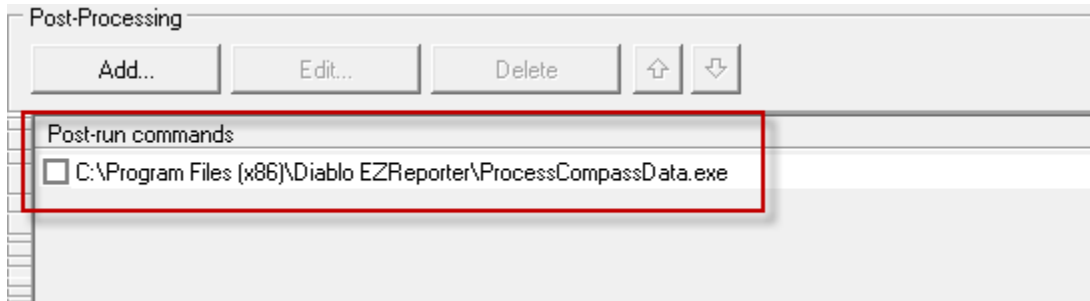 Post-Processing
Add...
Edit...
Delete
Post-run commands
C:\Program Files (x86)\Diablo EZReporter\ProcessCompassData.exe